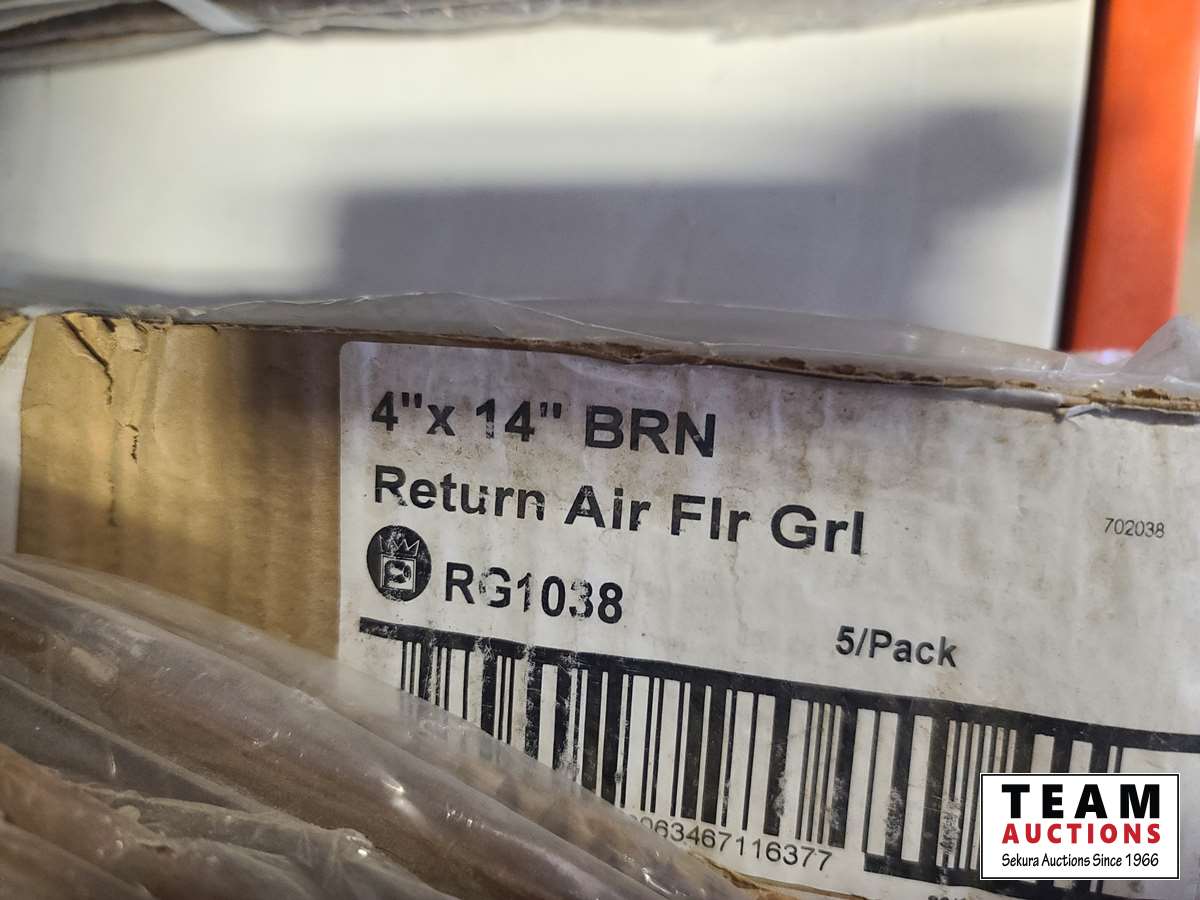 4"x 14" BRN
Return Air Flr Grl
702038
RG1038
5/Pack
063467116377
TEAM
AUCTIONS
Sekura Auctions Since 1966